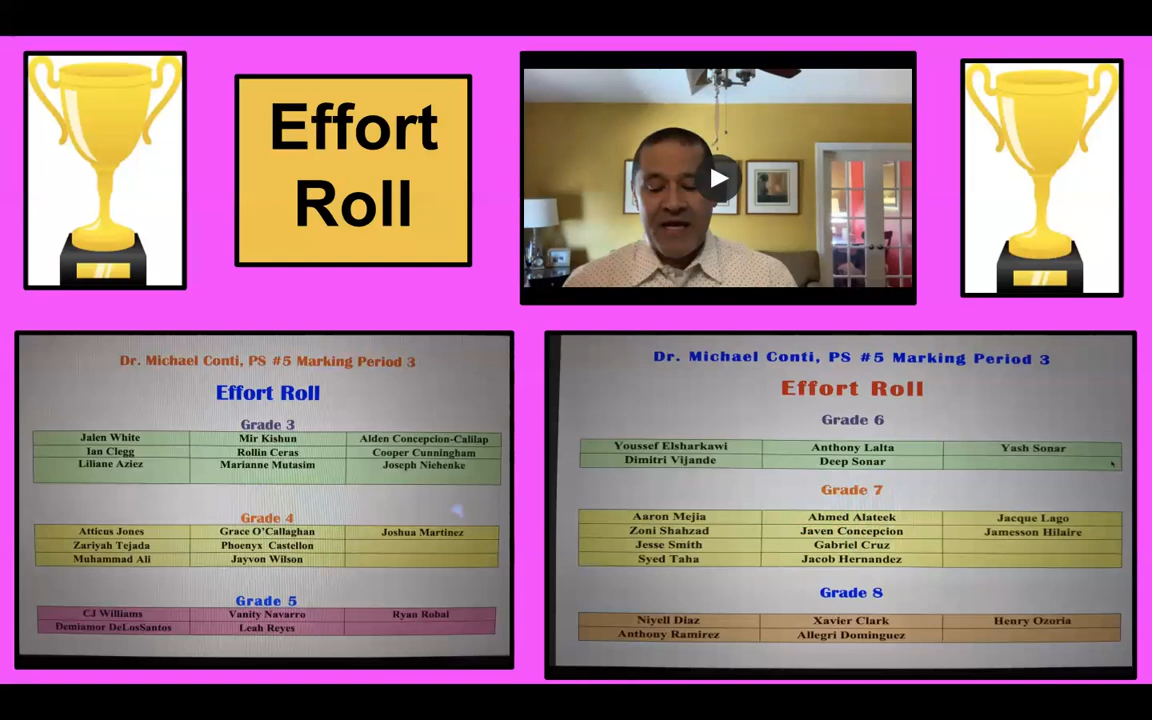 Effort
Roll
Dr. Michael Conti, PS #5 Marking Period 3
Effort Roll
Grade 3
Jalen White Mir Kishun Alden Concepcion-Calilap
Ian Clegg Rollin Ceras Cooper Cunningham
Liliane Aziez Marianne Mutasim Joseph Niehenke
Grade 4
Atticus Jones Grace O'Callaghan Joshua Martinez
Zariyah Tejada Phoenyx Castellon
Muhammad Ali Jayvon Wilson
Grade 5
CJ Williams Vanity Navarro Ryan Robal
Demiamor DeLosSantos Leah Reyes
Dr. Michael Conti, PS #5 Marking Period 3
Effort Roll
Grade 6
Youssef Elsharkawi Anthony Lalta Yash Sonar
Dimitri Vijande Deep Sonar
Grade 7
Aaron Mejia Ahmed Alateek Jacque Lago
Zoni Shahzad Javen Concepcion Jamesson Hilaire
Jesse Smith Gabriel Cruz
Syed Taha Jacob Hernandez
Grade 8
Niyell Diaz Xavier Clark Henry Ozoria
Anthony Ramirez Allegri Dominguez